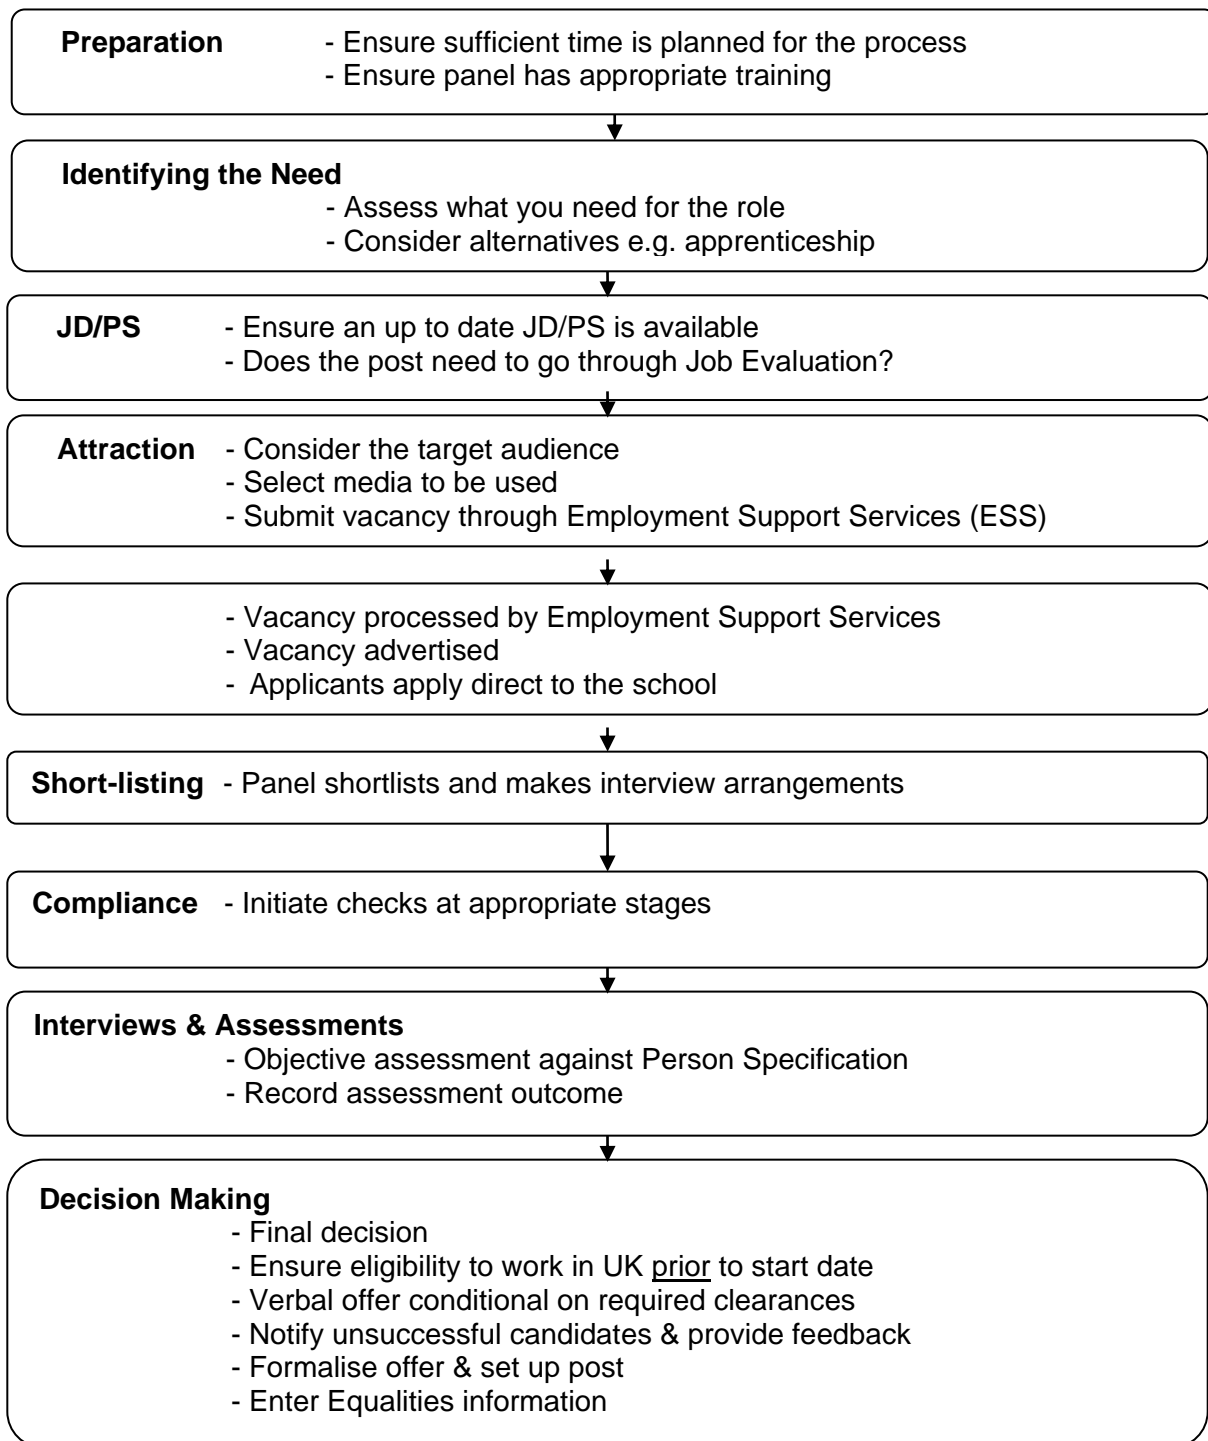 Preparation - Ensure sufficient time is planned for the process
- Ensure panel has appropriate training
Identifying the Need
- Assess what you need for the role
- Consider alternatives e.g. apprenticeship
JD/PS - Ensure an up to date JD/PS is available
- Does the post need to go through Job Evaluation?
Attraction - Consider the target audience
- Select media to be used
- Submit vacancy through Employment Support Services (ESS)
- Vacancy processed by Employment Support Services
- Vacancy advertised
- Applicants apply direct to the school
Short-listing - Panel shortlists and makes interview arrangements
Compliance - Initiate checks at appropriate stages
Interviews & Assessments
- Objective assessment against Person Specification
- Record assessment outcome
Decision Making
- Final decision
- Ensure eligibility to work in UK prior to start date
- Verbal offer conditional on required clearances
- Notify unsuccessful candidates & provide feedback
- Formalise offer & set up post
- Enter Equalities information